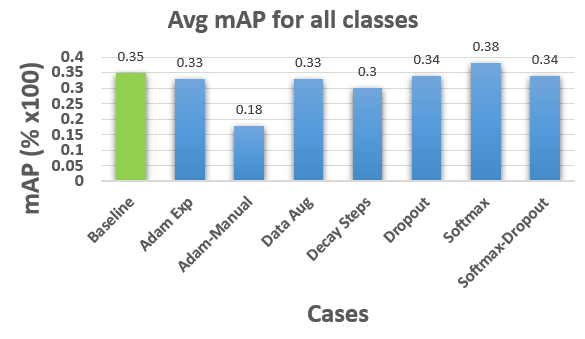 Avg mAP for all classes
mAP (% x100)
0.4
0.35
0.3
0.25
0.2
0.15
0.1
0.05
0
0.35
0.33
0.18
0.33
0.3
0.34
0.38
0.34
Baseline
Adam Exp
Adam-Manual
Data Aug
Decay Steps
Dropout
Softmax
Softmax-Dropout
Cases